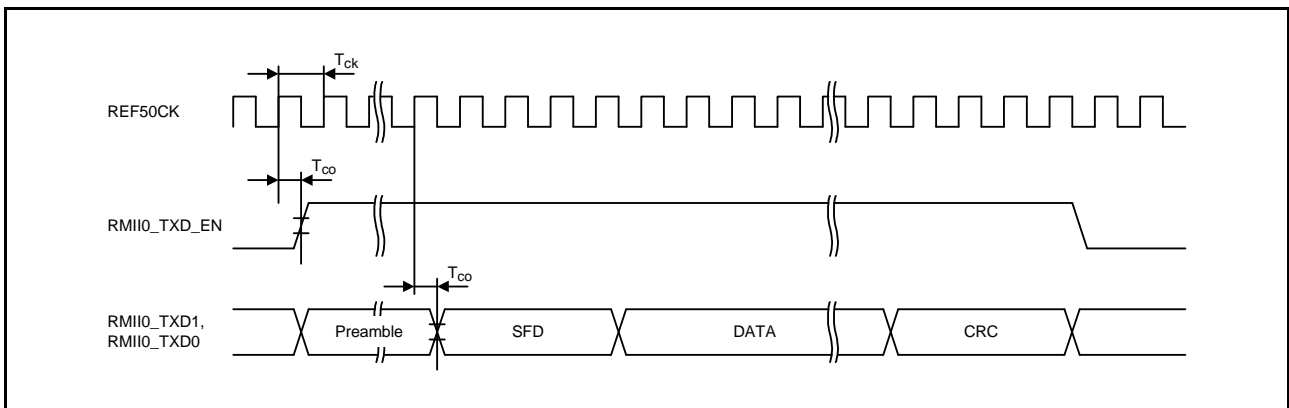 Tck
REF50CK
Tco
RMII0_TXD_EN
Tco
RMII0_TXD1,
RMII0_TXD0
Preamble
SFD
DATA
CRC